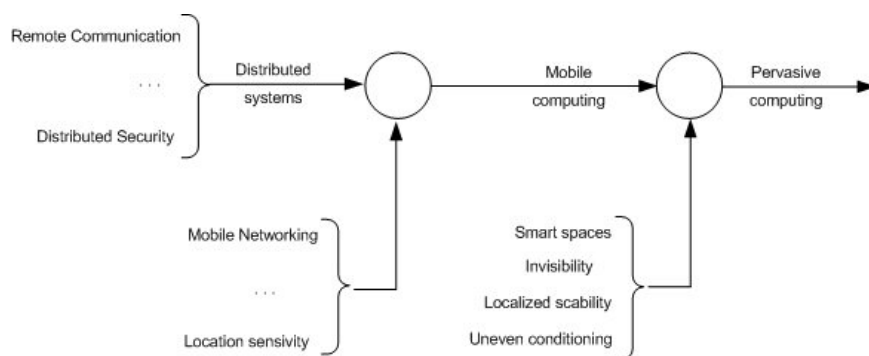 Remote Communication
. . .
Distributed Security
Distributed
systems
Mobile Networking
. . .
Location sensivity
Mobile
computing
Smart spaces
Invisibility
Localized scability
Uneven conditioning
Pervasive
computing